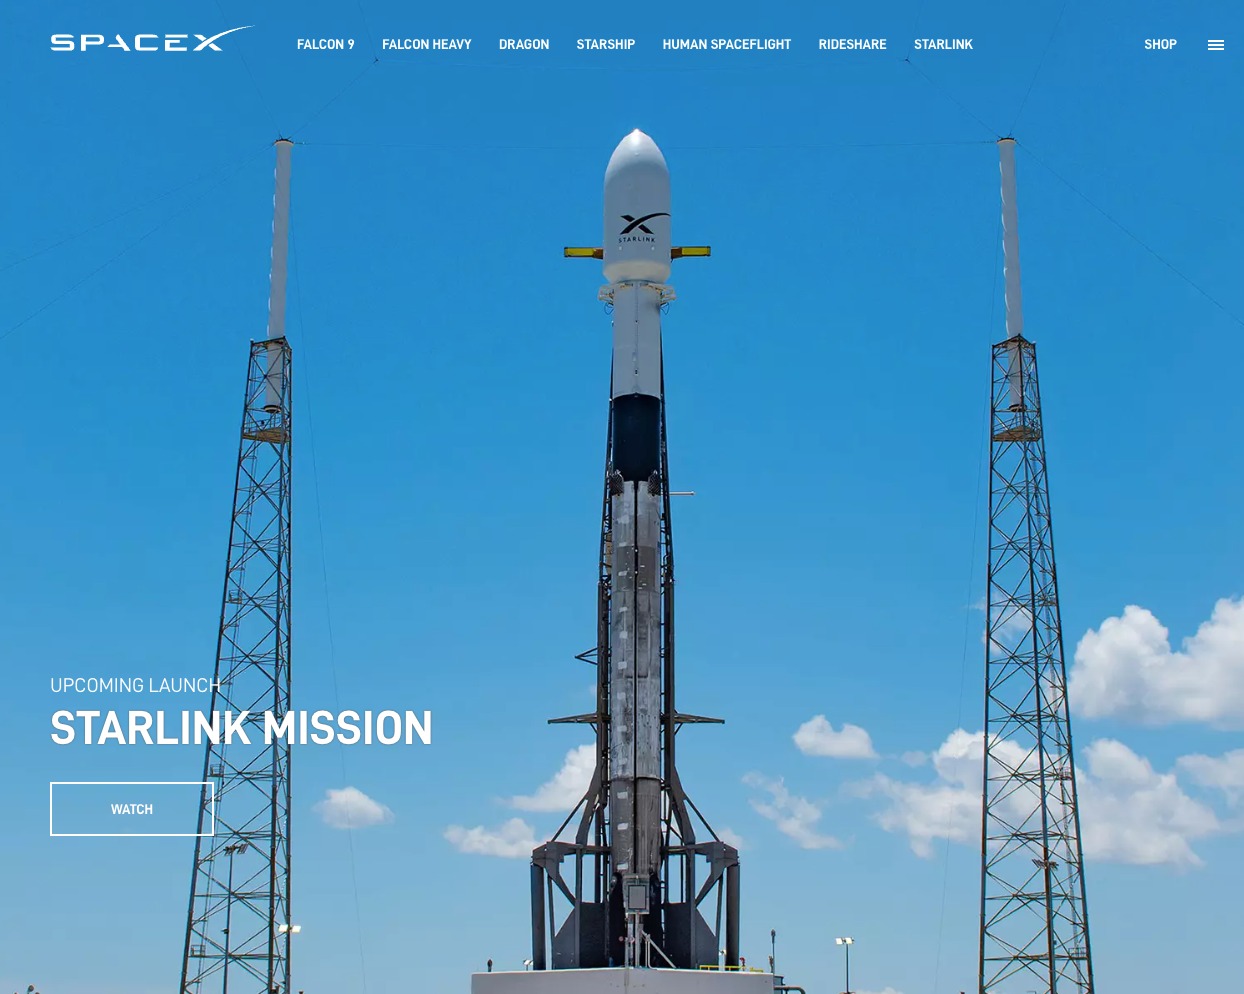 SPACEX
FALCON 9 FALCON HEAVY DRAGON STARSHIP HUMAN SPACEFLIGHT RIDESHARE STARLINK SHOP
STARLINK
UPCOMING LAUNCH
STARLINK MISSION
WATCH